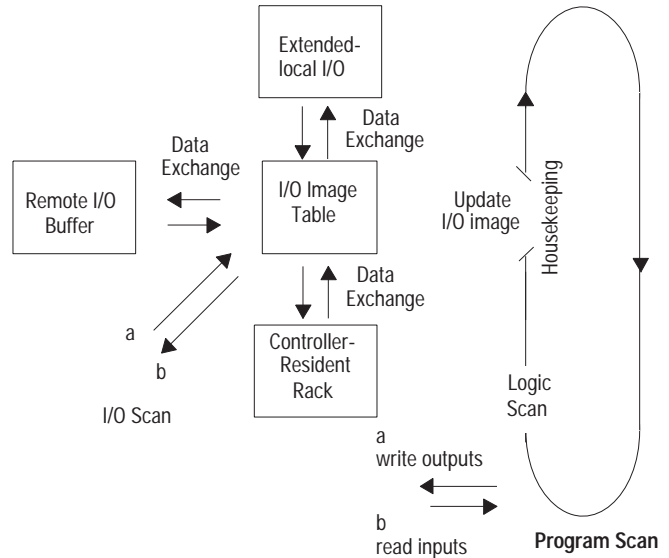 Extended-
local I/O
Data
Exchange
Data
Exchange
Remote I/O
Buffer
I/O Image
Table
Update
I/O image
Housekeeping
Data
Exchange
a
b
I/O Scan
Controller-
Resident
Rack
Logic
Scan
a
write outputs
b
read inputs
Program Scan